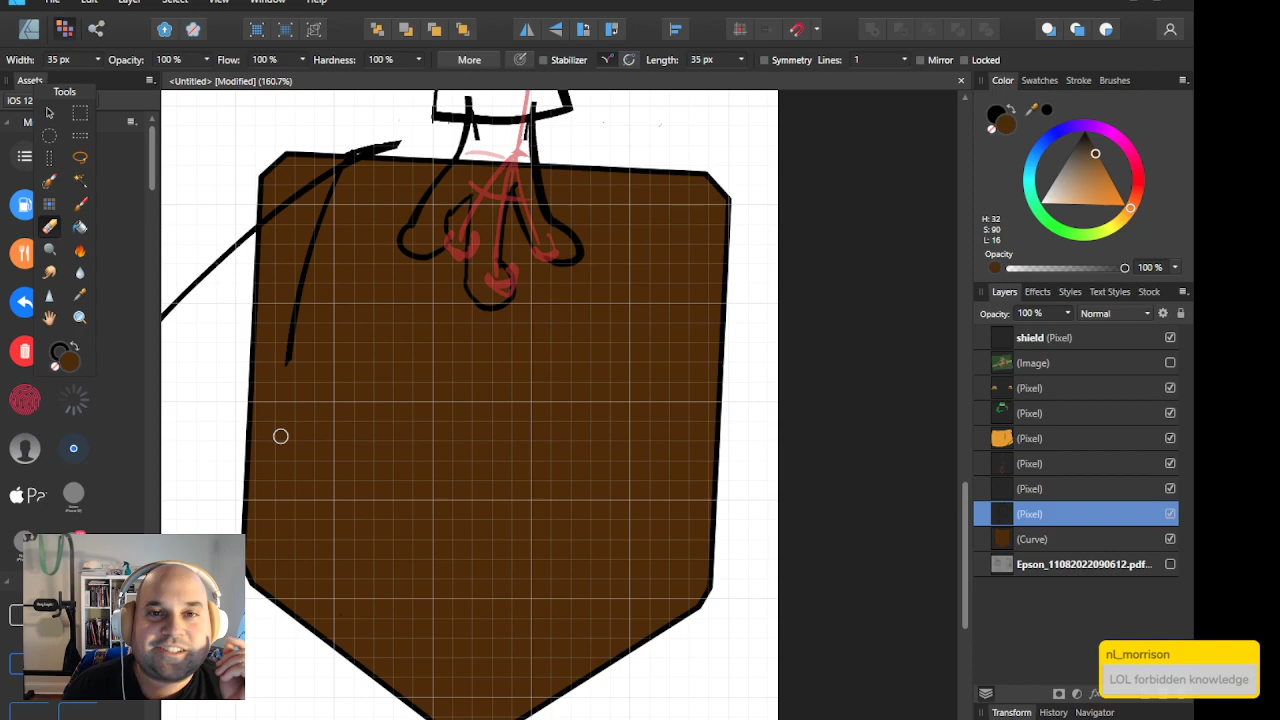 Edit
Layer
Select
View
Window
Help
Width: 35 px Opacity: 100 % Flow: 100 % Hardness: 100 % More Stabilizer Length: 35 px Symmetry Lines: 1 Mirror Locked
Assets
<Untitled> [Modified] (160.7%)
Tools
iOS 12
Color Swatches Stroke Brushes
H: 32
S: 90
L: 16
Opacity
100 %
Layers Effects Styles Text Styles Stock
Opacity: 100 % Normal
shield (Pixel)
(Image)
(Pixel)
(Pixel)
(Pixel)
(Pixel)
(Pixel)
(Pixel)
(Curve)
Epson_11082022090612.pdf...
nl_morrison
LOL forbidden knowledge
Transform History Navigator